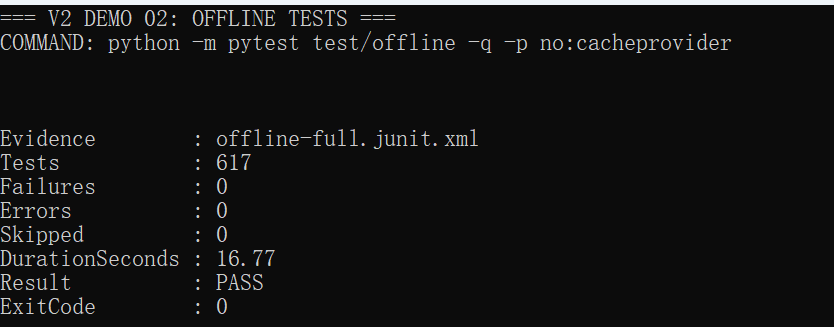 === V2 DEMO 02: OFFLINE TESTS ===
COMMAND: python -m pytest test/offline -q -p no:cacheprovider
Evidence        : offline-full.junit.xml
Tests           : 617
Failures        : 0
Errors          : 0
Skipped         : 0
DurationSeconds : 16.77
Result          : PASS
ExitCode        : 0